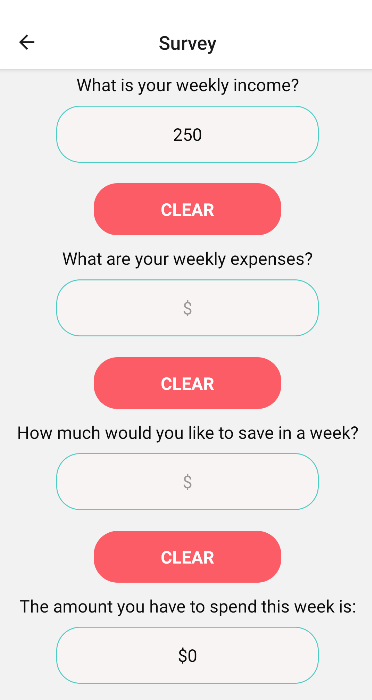 Survey
What is your weekly income?
250
CLEAR
What are your weekly expenses?
$
CLEAR
How much would you like to save in a week?
$
CLEAR
The amount you have to spend this week is:
$0